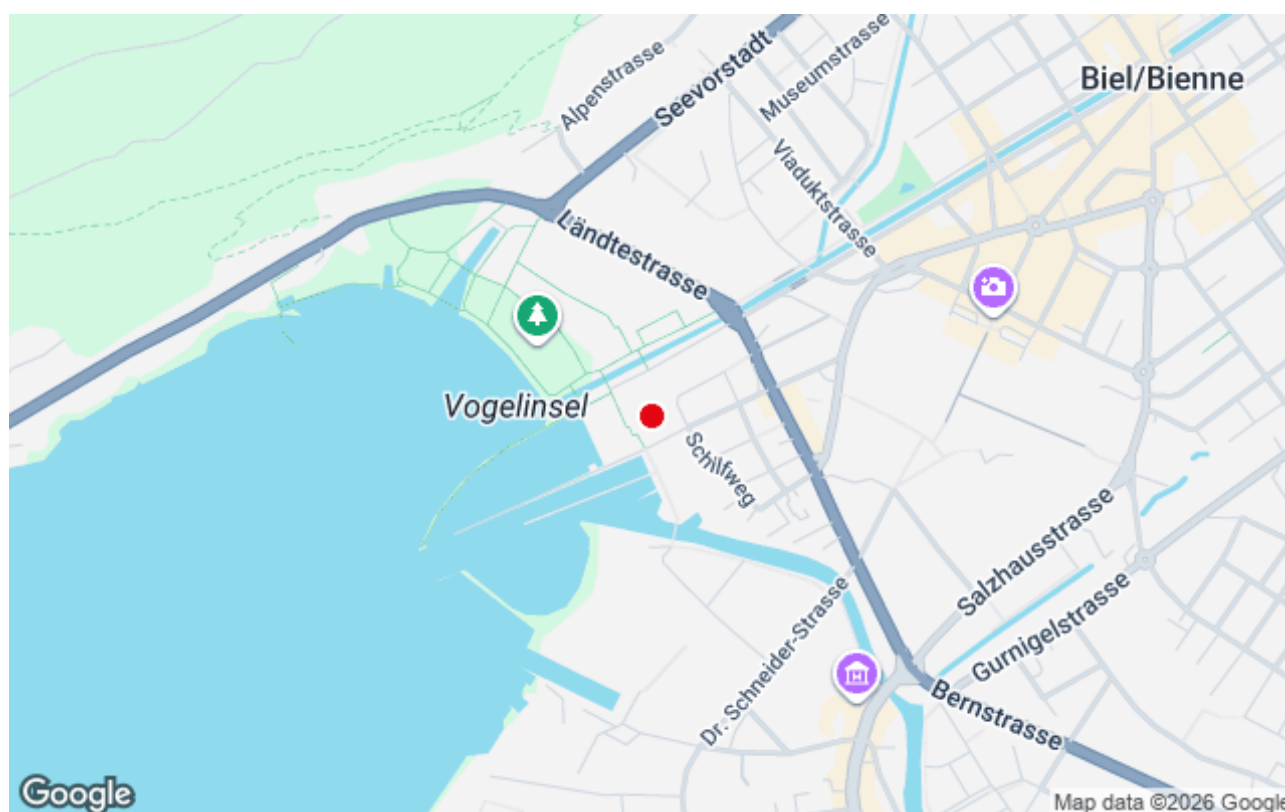 Alpenstrasse
Seevorstadt
Museumstrasse
Biel/Bienne
Viaduktstrasse
Ländtestrasse
Vogelinsel
Schilfweg
Salzhausstrasse
Gurnigelstrasse
Dr. Schneider-Strasse
Bernstrasse
Google
Map data ©2026 Google